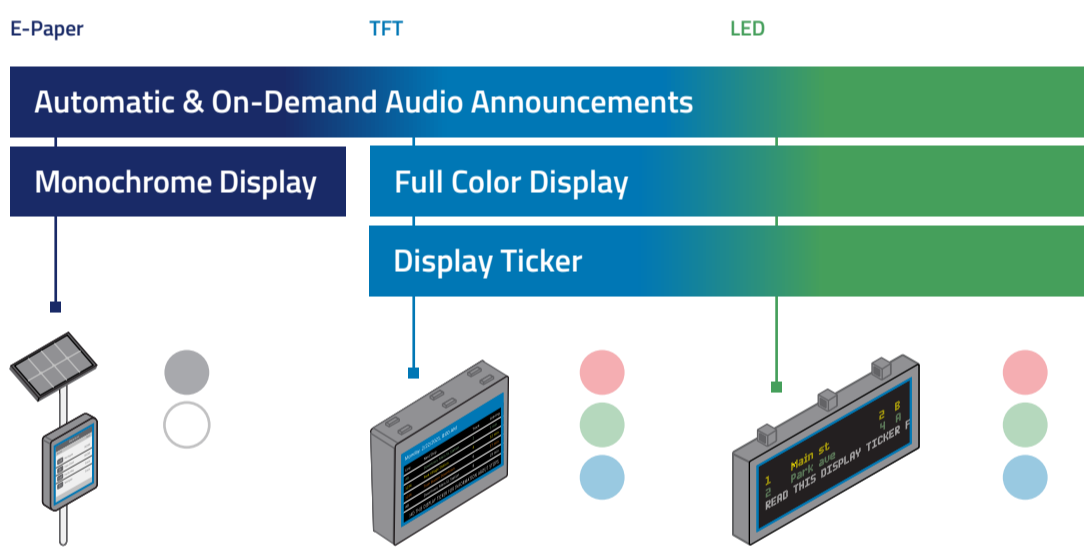 E-Paper
TFT
LED
Automatic & On-Demand Audio Announcements
Monochrome Display
Full Color Display
Display Ticker
1 Main st 2 B
2 Park ave 4 A
READ THIS DISPLAY TICKER F